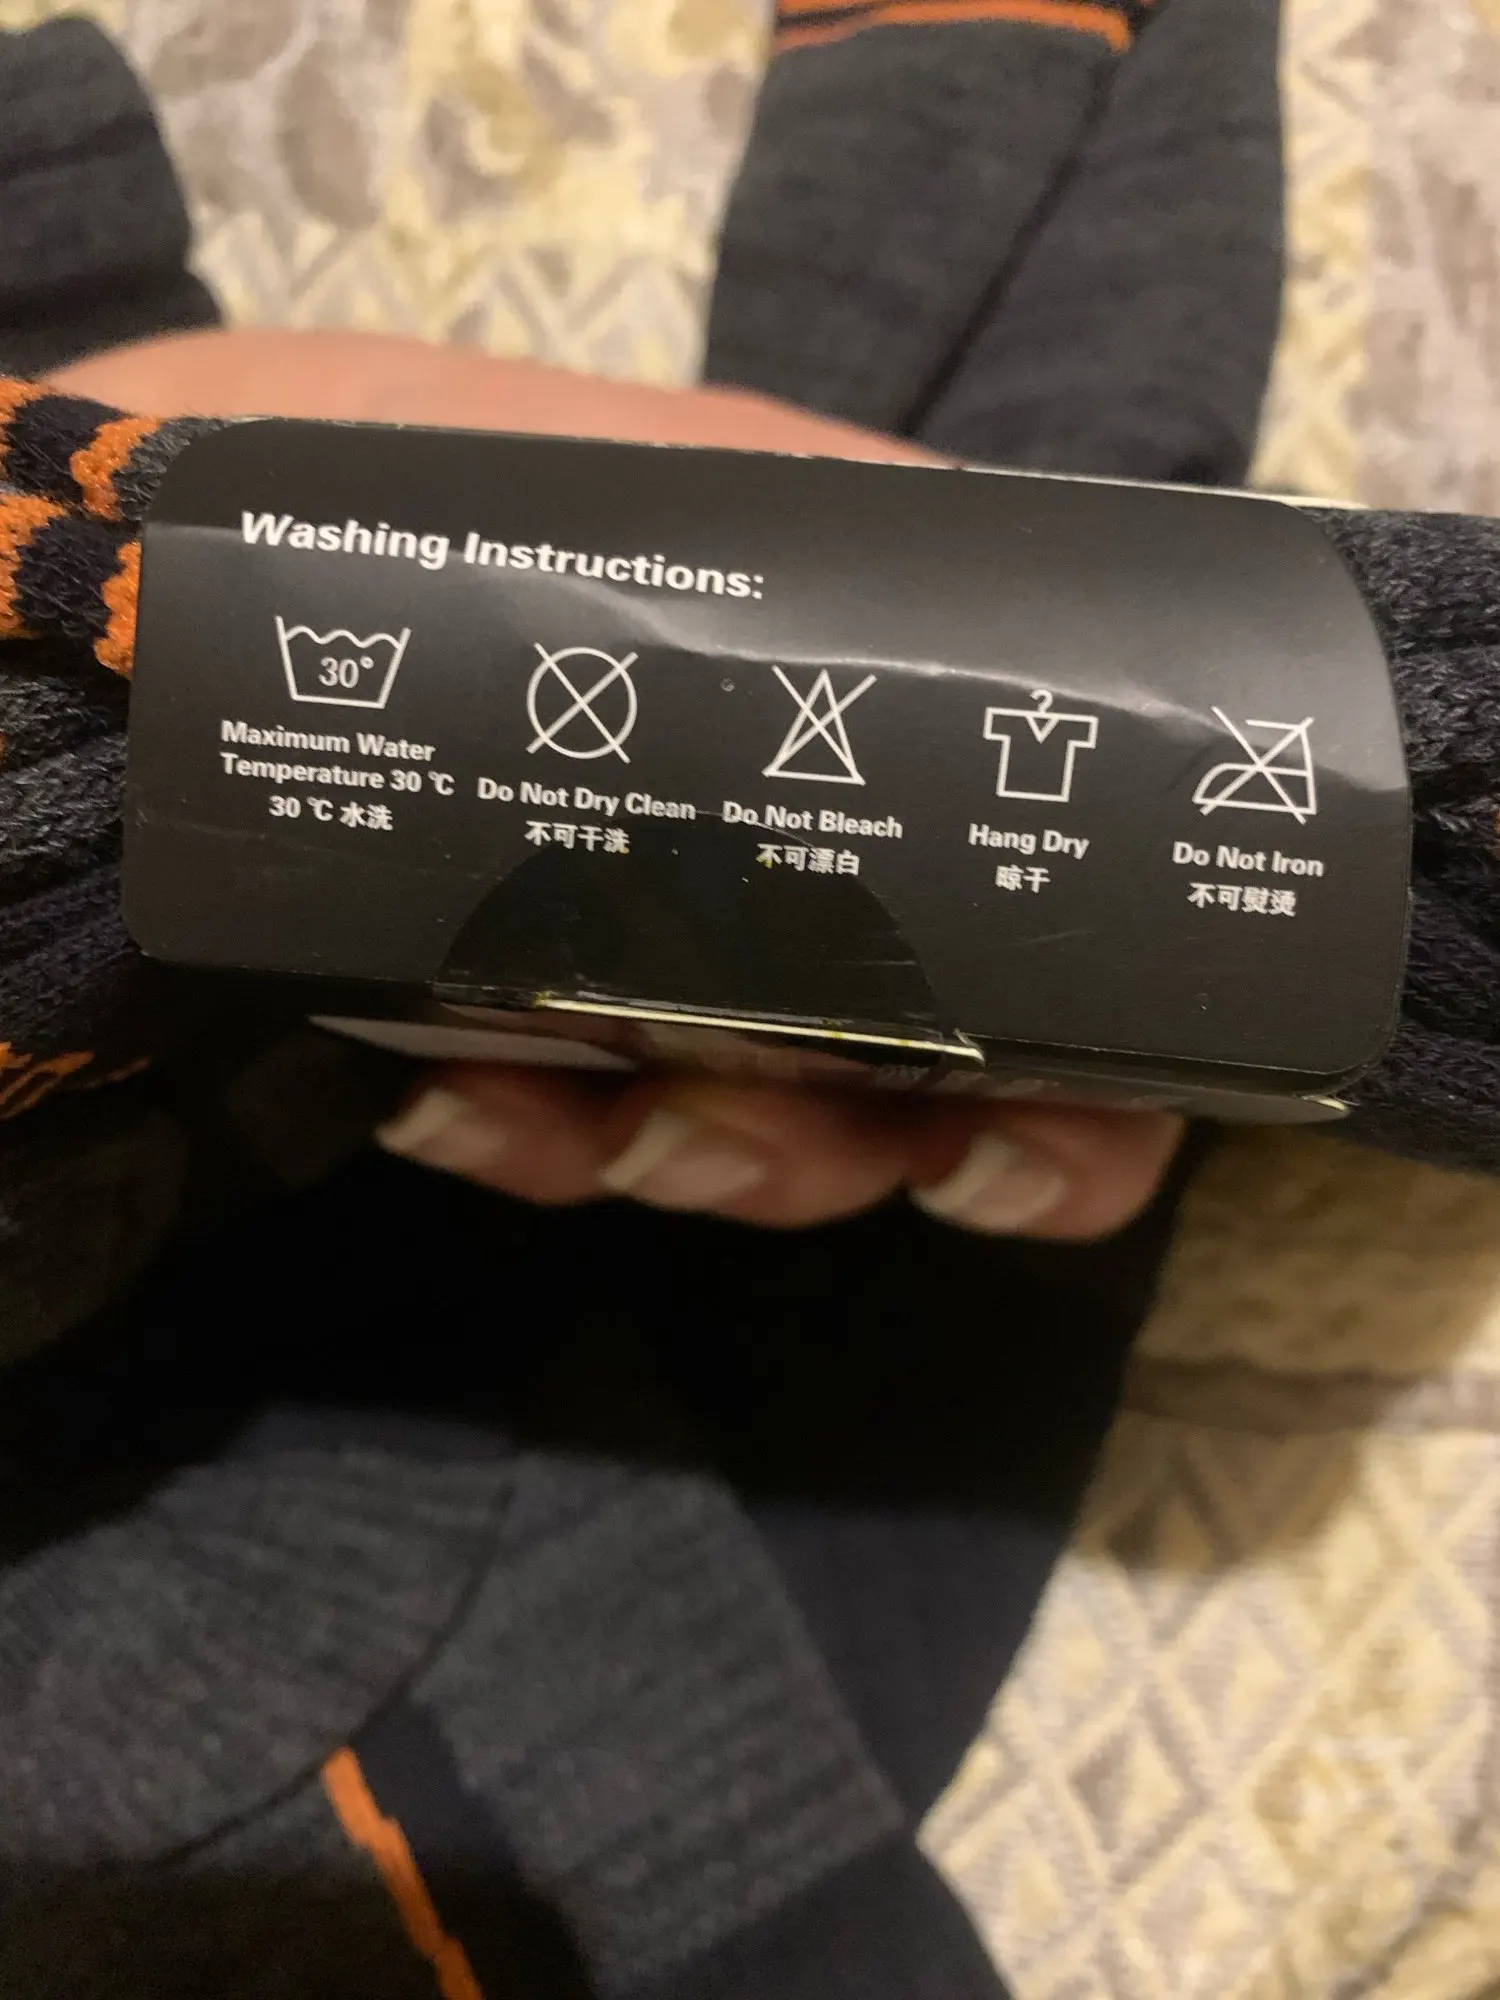 Washing Instructions:
30°
Maximum Water
Temperature 30 ℃
30 ℃ 水洗
Do Not Dry Clean
不可干洗
Do Not Bleach
不可漂白
Hang Dry
晾干
Do Not Iron
不可熨烫